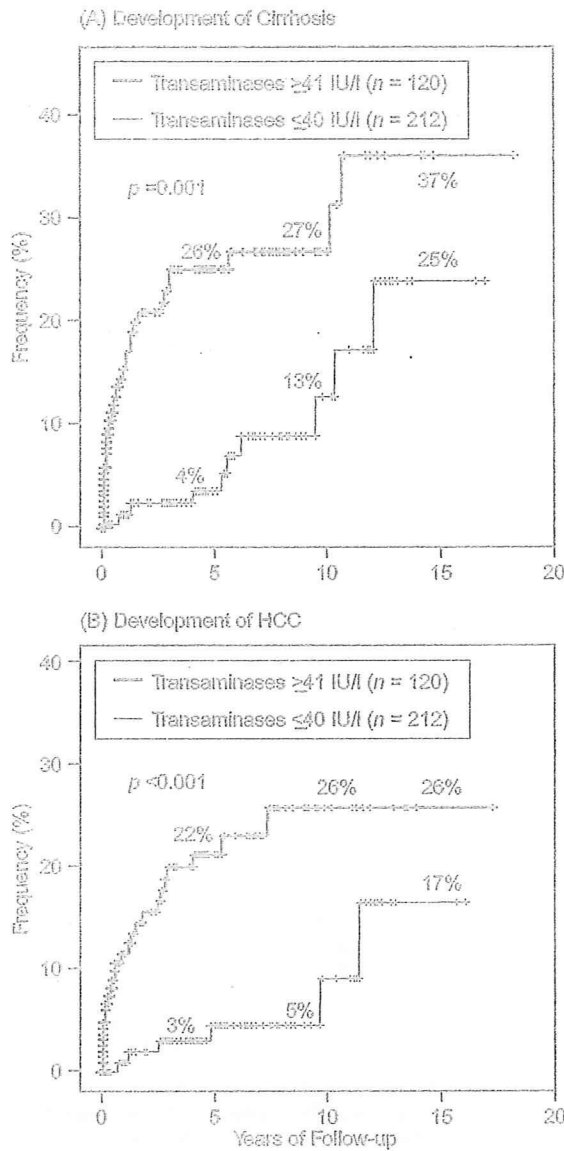 (A) Development of Cirrhosis
Transaminases ≥41 IU/l (n = 120)
Transaminases ≤40 IU/l (n = 212)
p =0.001
Frequency (%)
40
30
20
10
0
26%
27%
37%
4%
13%
25%
0 5 10 15 20
(B) Development of HCC
Transaminases ≥41 IU/l (n = 120)
Transaminases ≤40 IU/l (n = 212)
p <0.001
Frequency (%)
40
30
20
10
0
22%
26%
26%
3%
5%
17%
0 5 10 15 20
Years of Follow-up